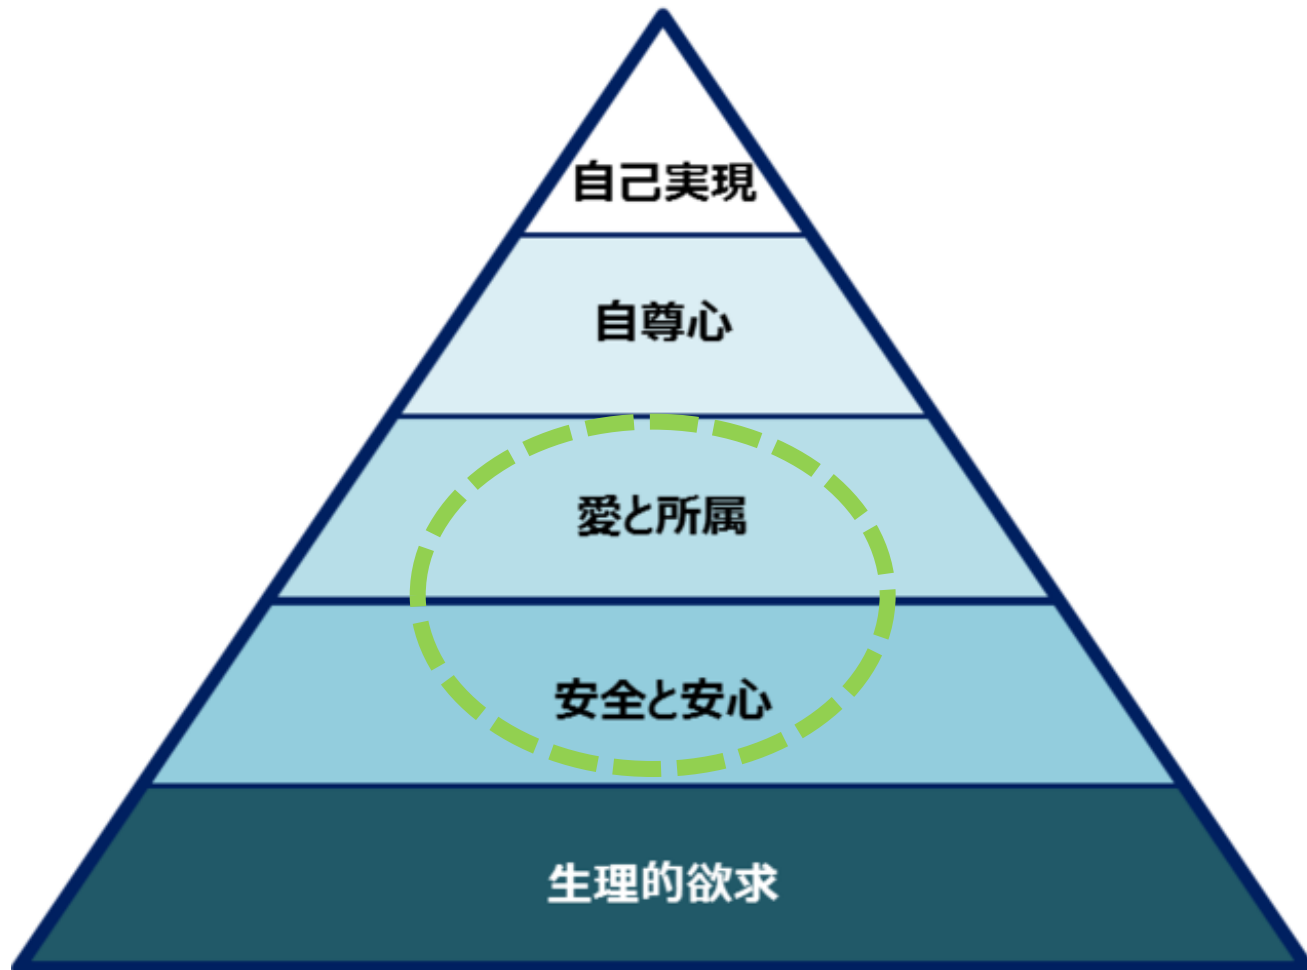 自己実現
自尊心
愛と所属
安全と安心
生理的欲求